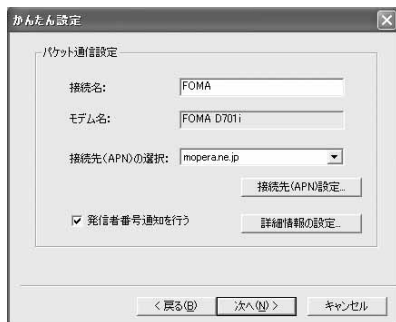 かんたん設定
パケット通信設定
接続名: FOMA
モデム名: FOMA D701i
接続先(APN)の選択: mopera.ne.jp
接続先(APN)設定...
発信者番号通知を行う 詳細情報の設定...
< 戻る(B) 次へ(N) > キャンセル